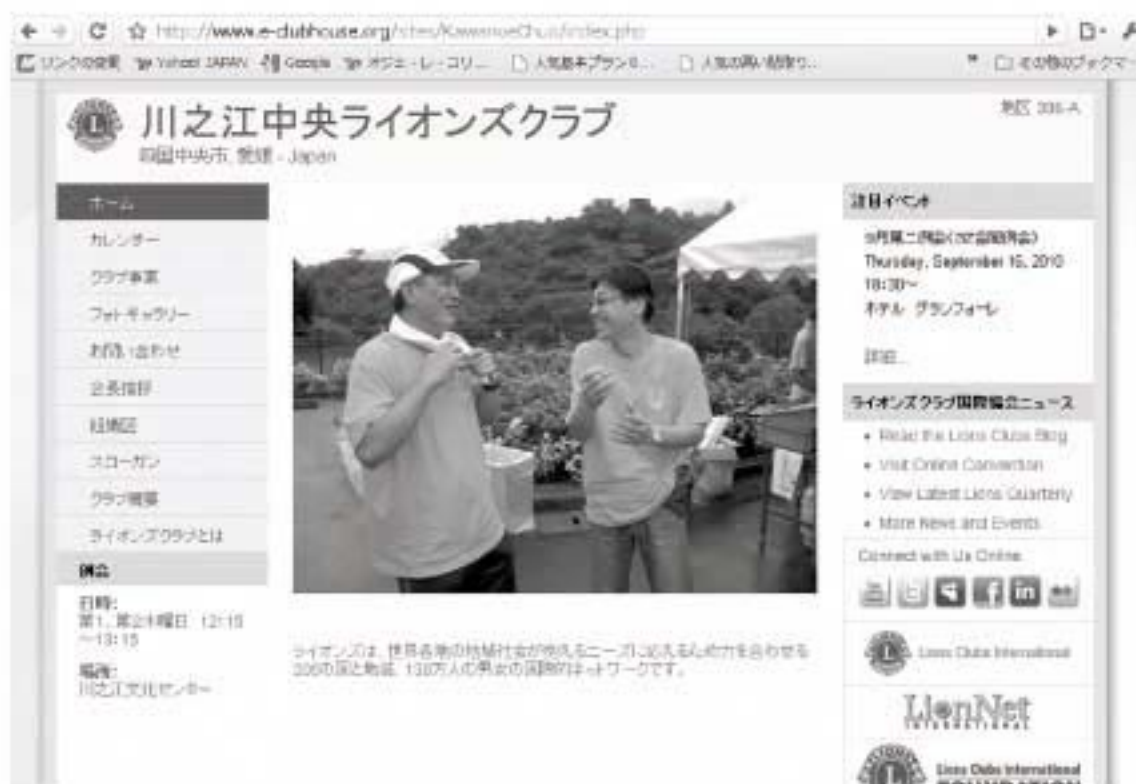 http://www.e-clubhouse.org/sites/KawanoeChuo/index.php
リンクの変更 Yahoo! JAPAN Google
川之江中央ライオンズクラブ
四国中央市, 愛媛 - Japan
地区 336-A
ホーム
カレンダー
クラブ事業
フォトギャラリー
お問い合わせ
会長挨拶
組織図
スローガン
クラブ概要
ライオンズクラブとは
例会
日時:
第1, 第2木曜日 12:15
～13:15
場所:
川之江文化センター
ライオンズは、世界各地の地域社会が抱えるニーズに応えるため力を合わせる
206の国と地域, 130万人の男女の国際的ネットワークです。
注目イベント
9月第二例会
Thursday, September 16, 2010
18:30～
ホテル グランフォーレ
詳細...
ライオンズクラブ国際協会ニュース
Read the Lions Clubs Blog
Visit Online Convention
View Latest Lions Quarterly
More News and Events
Connect with Us Online
Lions Clubs International
LionNet
INTERNATIONAL
Lions Clubs International
FOUNDATION